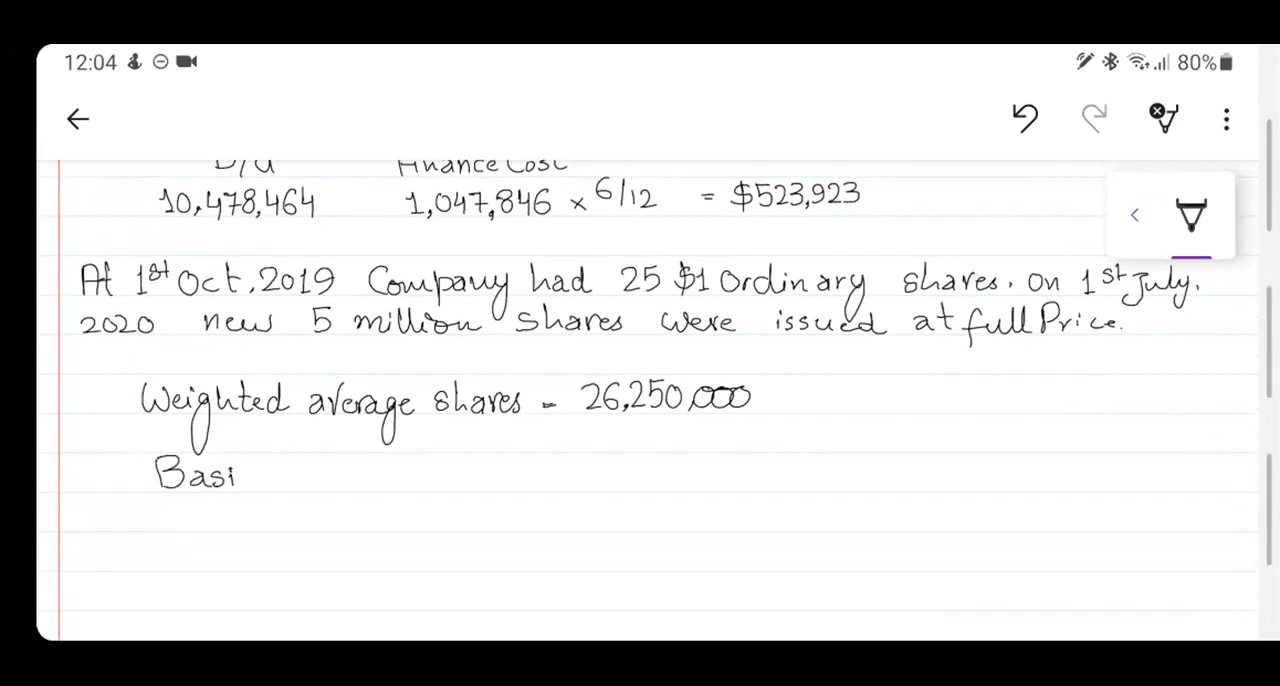 12:04 80%
Finance Cost
10,478,464 1,047,846 x 6/12 = $523,923
At 1st Oct, 2019 Company had 25 $1 Ordinary shares. On 1st July,
2020 new 5 million shares were issued at full Price.
Weighted average shares = 26,250,000
Basi